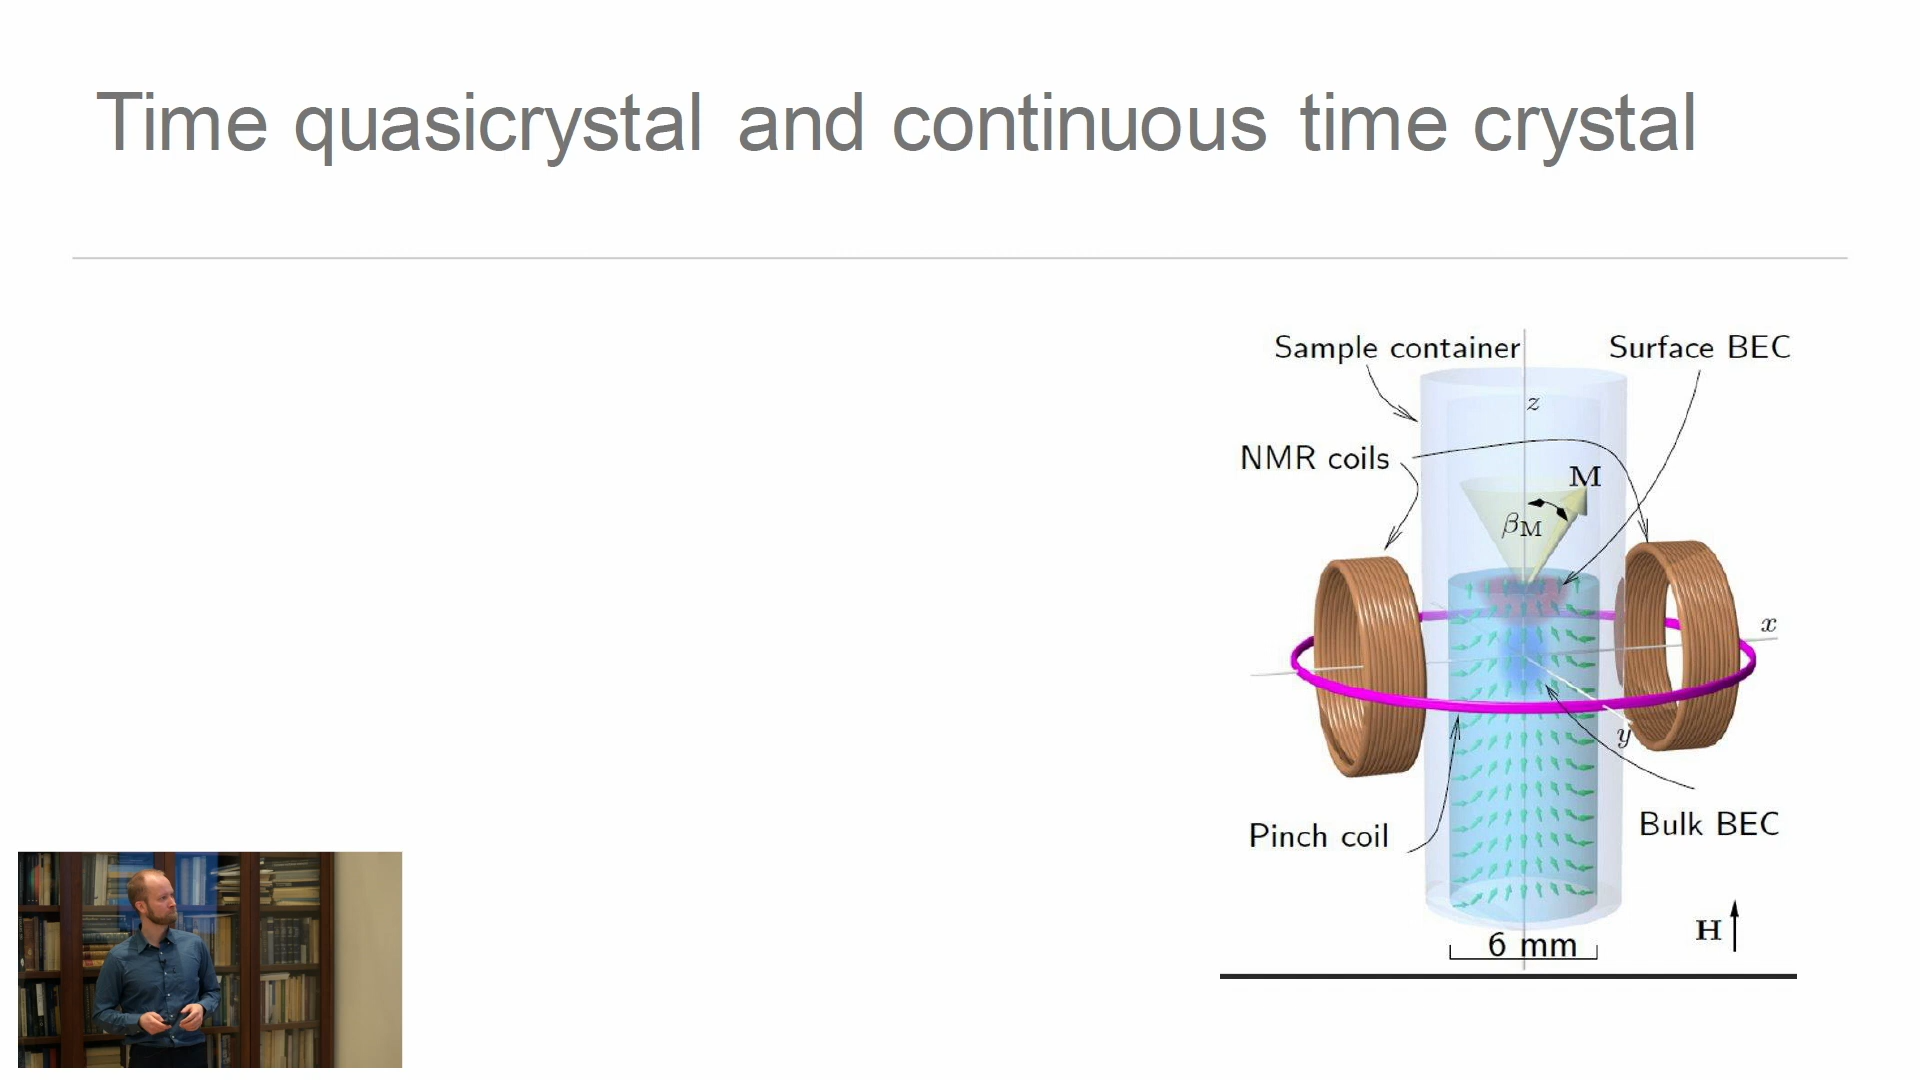 Time quasicrystal and continuous time crystal
Sample container
Surface BEC
z
NMR coils
M
βM
x
y
Pinch coil
Bulk BEC
H
6 mm